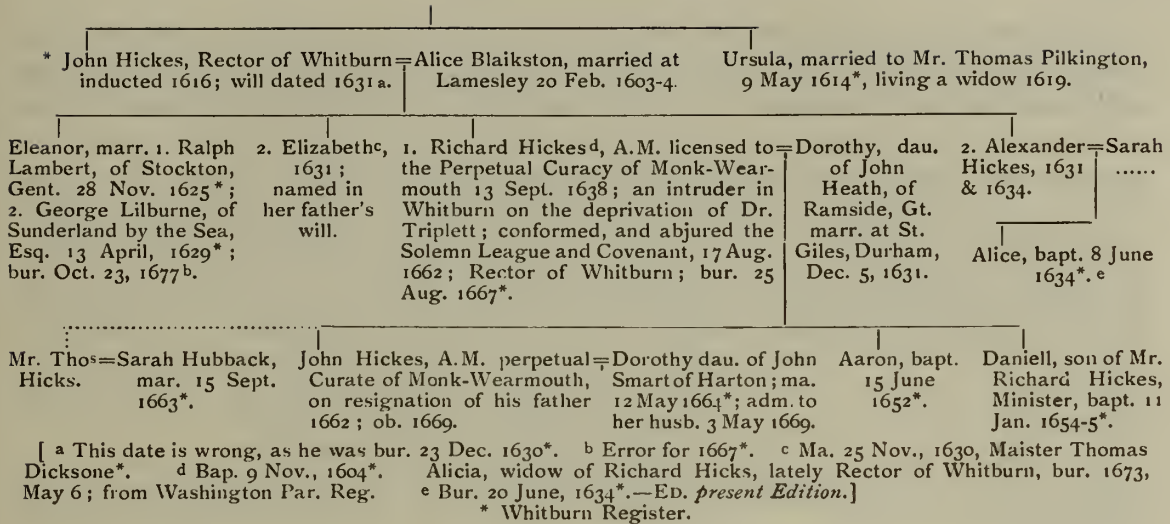 * John Hickes, Rector of Whitburn=Alice Blaikston, married at
inducted 1616; will dated 1631 a. Lamesley 20 Feb. 1603-4.
Ursula, married to Mr. Thomas Pilkington,
9 May 1614*, living a widow 1619.
Eleanor, marr. 1. Ralph
Lambert, of Stockton,
Gent. 28 Nov. 1625*;
2. George Lilburne, of
Sunderland by the Sea,
Esq. 13 April, 1629*;
bur. Oct. 23, 1677 b.
2. Elizabeth c,
1631;
named in
her father's
will.
1. Richard Hickes d, A.M. licensed to=
the Perpetual Curacy of Monk-Wear-
mouth 13 Sept. 1638; an intruder in
Whitburn on the deprivation of Dr.
Triplett; conformed, and abjured the
Solemn League and Covenant, 17 Aug.
1662; Rector of Whitburn; bur. 25
Aug. 1667*.
Dorothy, dau.
of John
Heath, of
Ramside, Gt.
marr. at St.
Giles, Durham,
Dec. 5, 1631.
2. Alexander=Sarah
Hickes, 1631 ......
& 1634.
Alice, bapt. 8 June
1634*. e
Mr. Thos=Sarah Hubback,
Hicks. mar. 15 Sept.
1663*.
John Hickes, A.M. perpetual=
Curate of Monk-Wearmouth,
on resignation of his father
1662; ob. 1669.
Dorothy dau. of John
Smart of Harton; ma.
12 May 1664*; adm. to
her husb. 3 May 1669.
Aaron, bapt.
15 June
1652*.
Daniell, son of Mr.
Richard Hickes,
Minister, bapt. 11
Jan. 1654-5*.
[ a This date is wrong, as he was bur. 23 Dec. 1630*. b Error for 1667*. c Ma. 25 Nov., 1630, Maister Thomas
Dicksone*. d Bap. 9 Nov., 1604*. Alicia, widow of Richard Hicks, lately Rector of Whitburn, bur. 1673,
May 6; from Washington Par. Reg. e Bur. 20 June, 1634*.—ED. present Edition.]
* Whitburn Register.